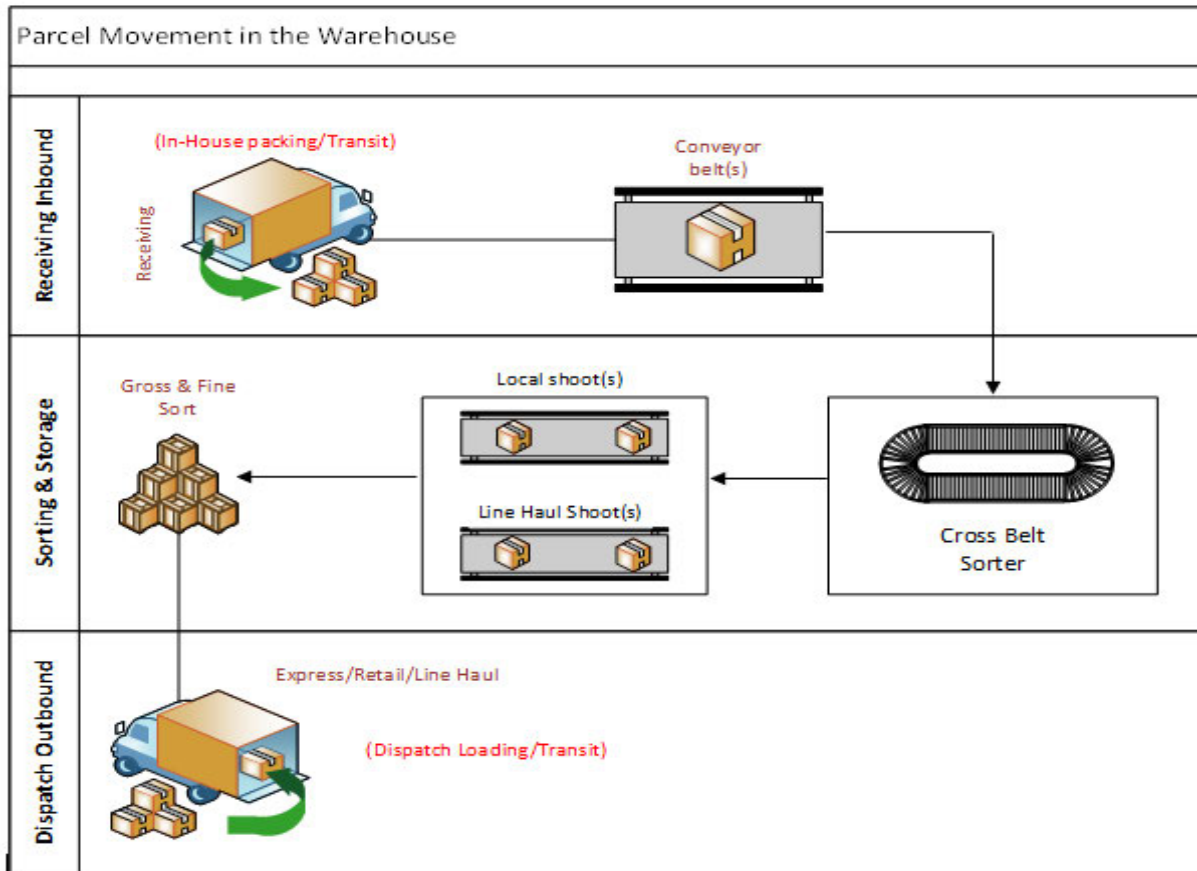 Parcel Movement in the Warehouse
Receiving Inbound
(In-House packing/Transit)
Receiving
Conveyor
belt(s)
Sorting & Storage
Gross & Fine
Sort
Local shoot(s)
Line Haul Shoot(s)
Cross Belt
Sorter
Dispatch Outbound
Express/Retail/Line Haul
(Dispatch Loading/Transit)